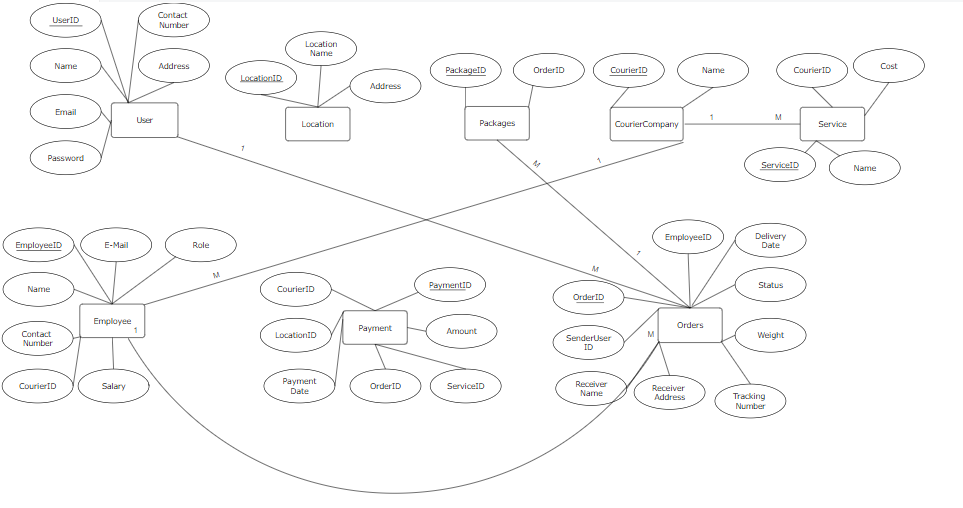 UserID
Contact
Number
Name
Address
Email
Password
User
Location
Name
LocationID
Address
Location
PackageID
OrderID
Packages
CourierID
Name
CourierCompany
1
M
CourierID
Cost
Service
ServiceID
Name
1
M
1
M
1
M
EmployeeID
E-Mail
Role
Name
Employee
1
Contact
Number
CourierID
Salary
CourierID
PaymentID
LocationID
Payment
Amount
Payment
Date
OrderID
ServiceID
EmployeeID
Delivery
Date
OrderID
Status
SenderUser
ID
M
Orders
Weight
Receiver
Name
Receiver
Address
Tracking
Number